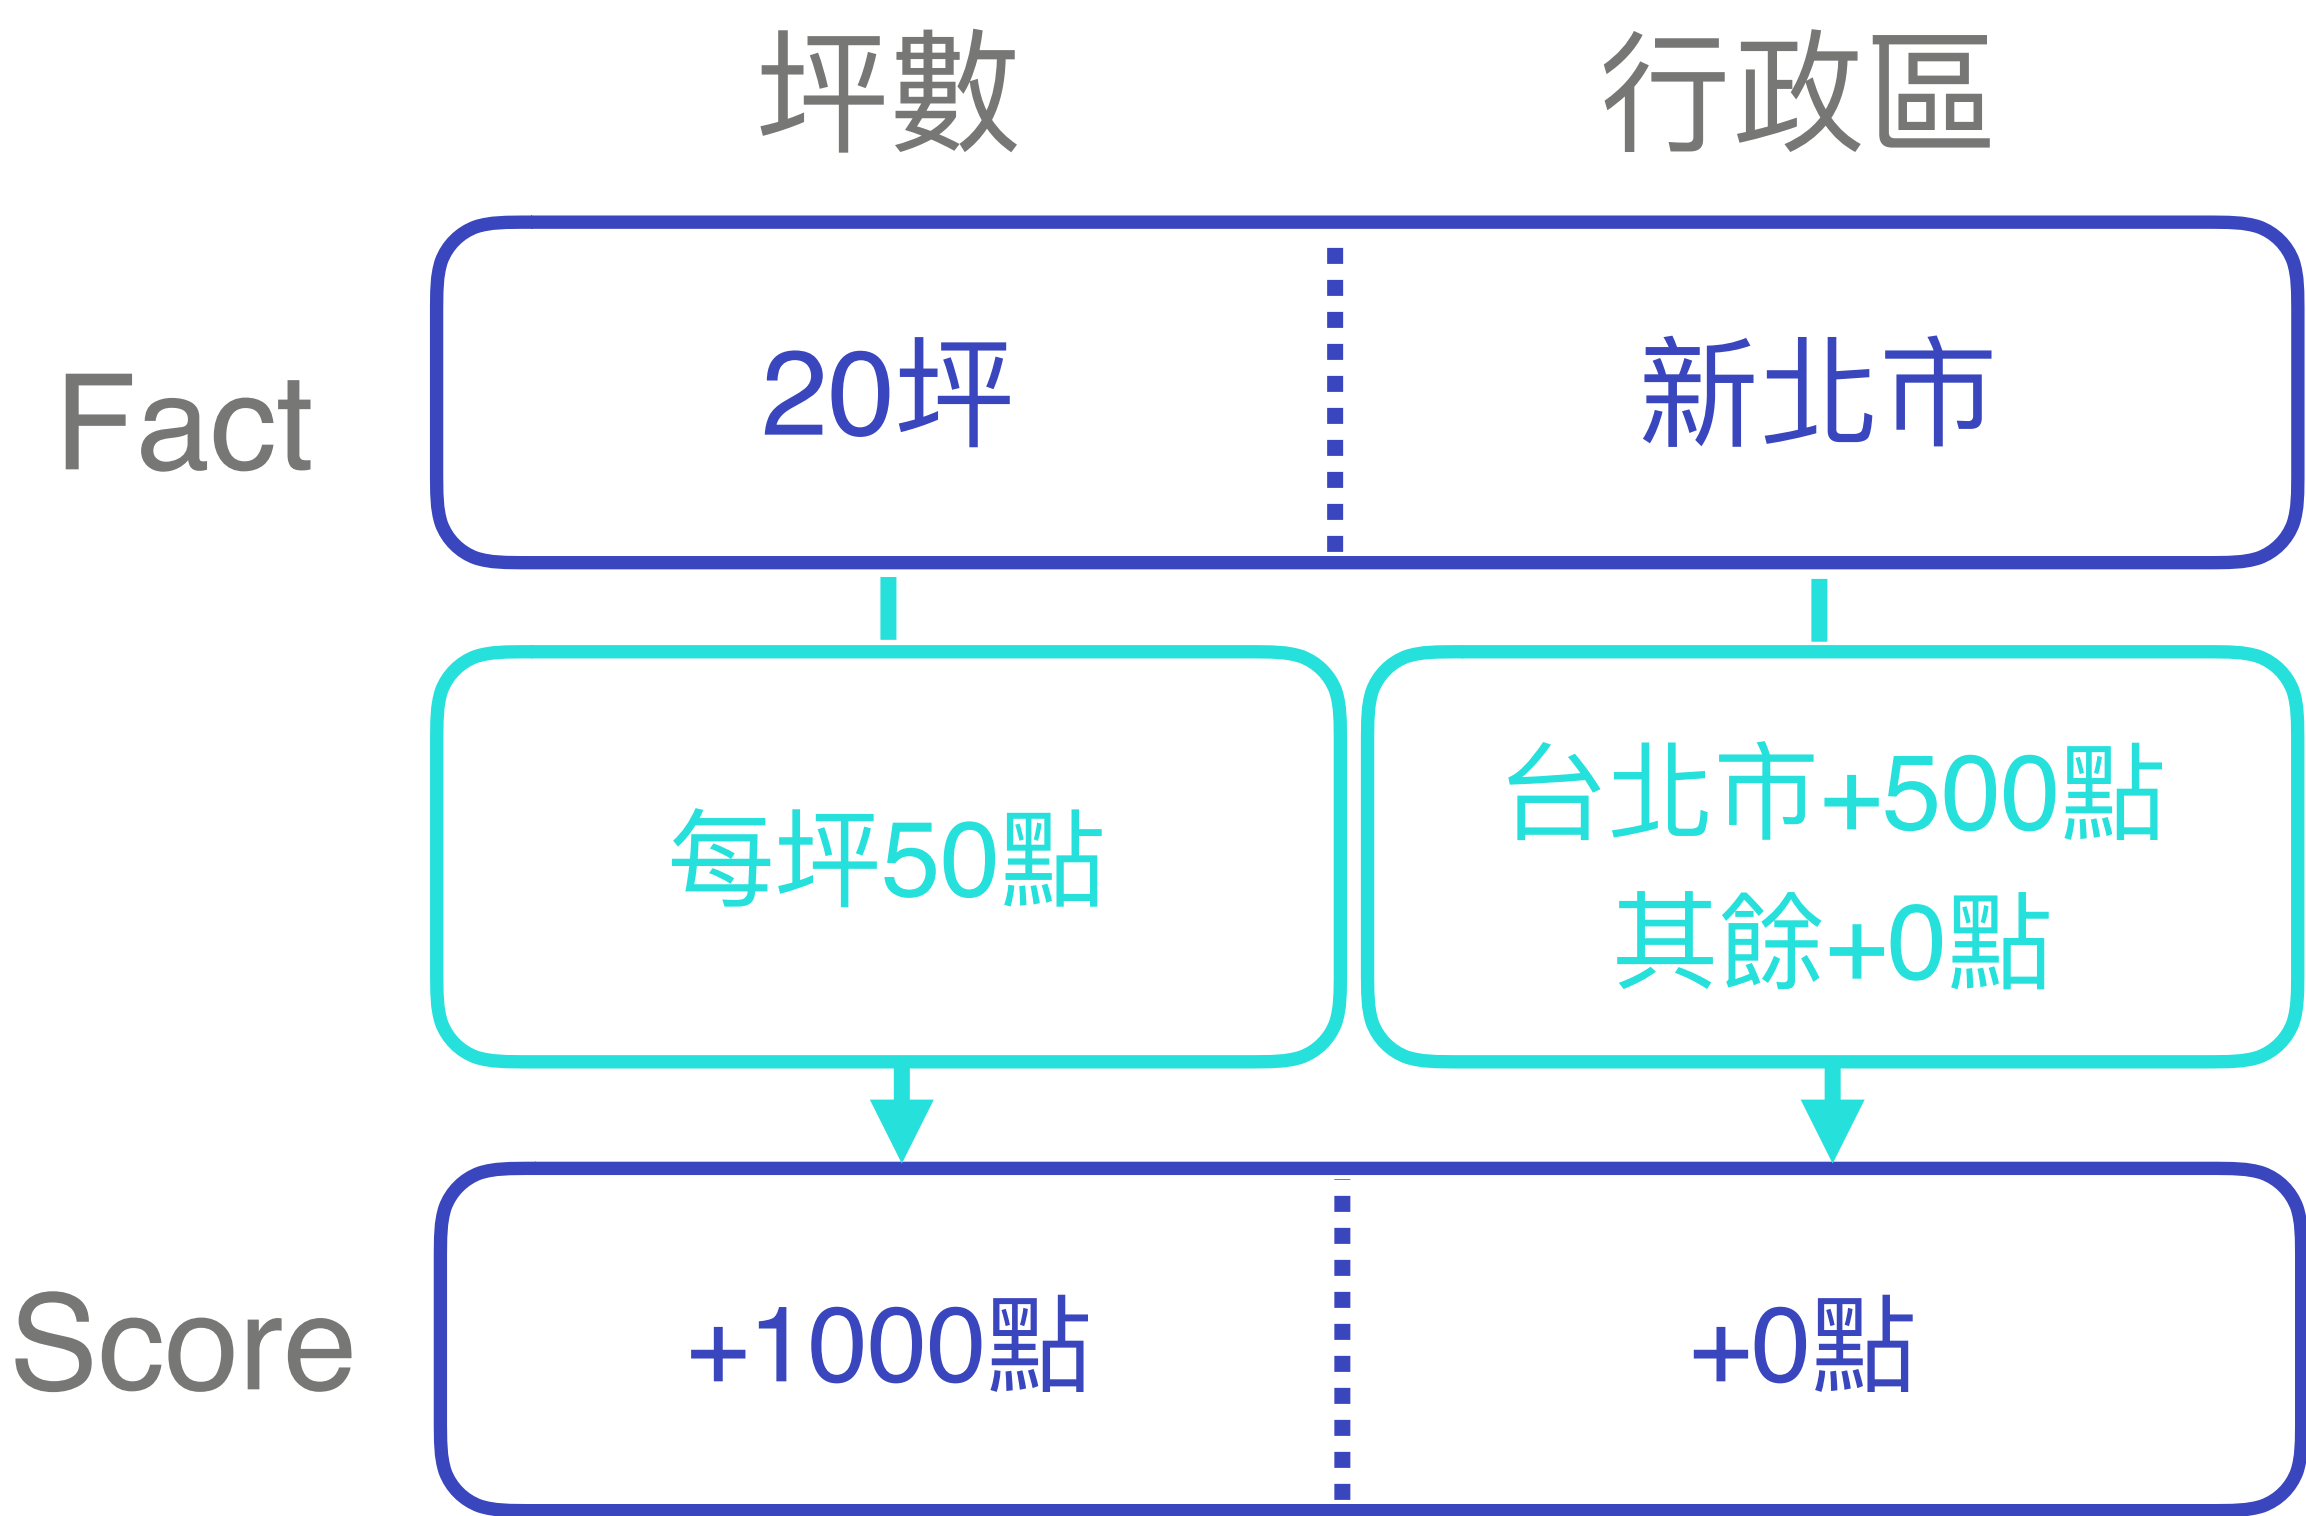 坪數
行政區
Fact
20坪
新北市
每坪50點
台北市+500點
其餘+0點
Score
+1000點
+0點